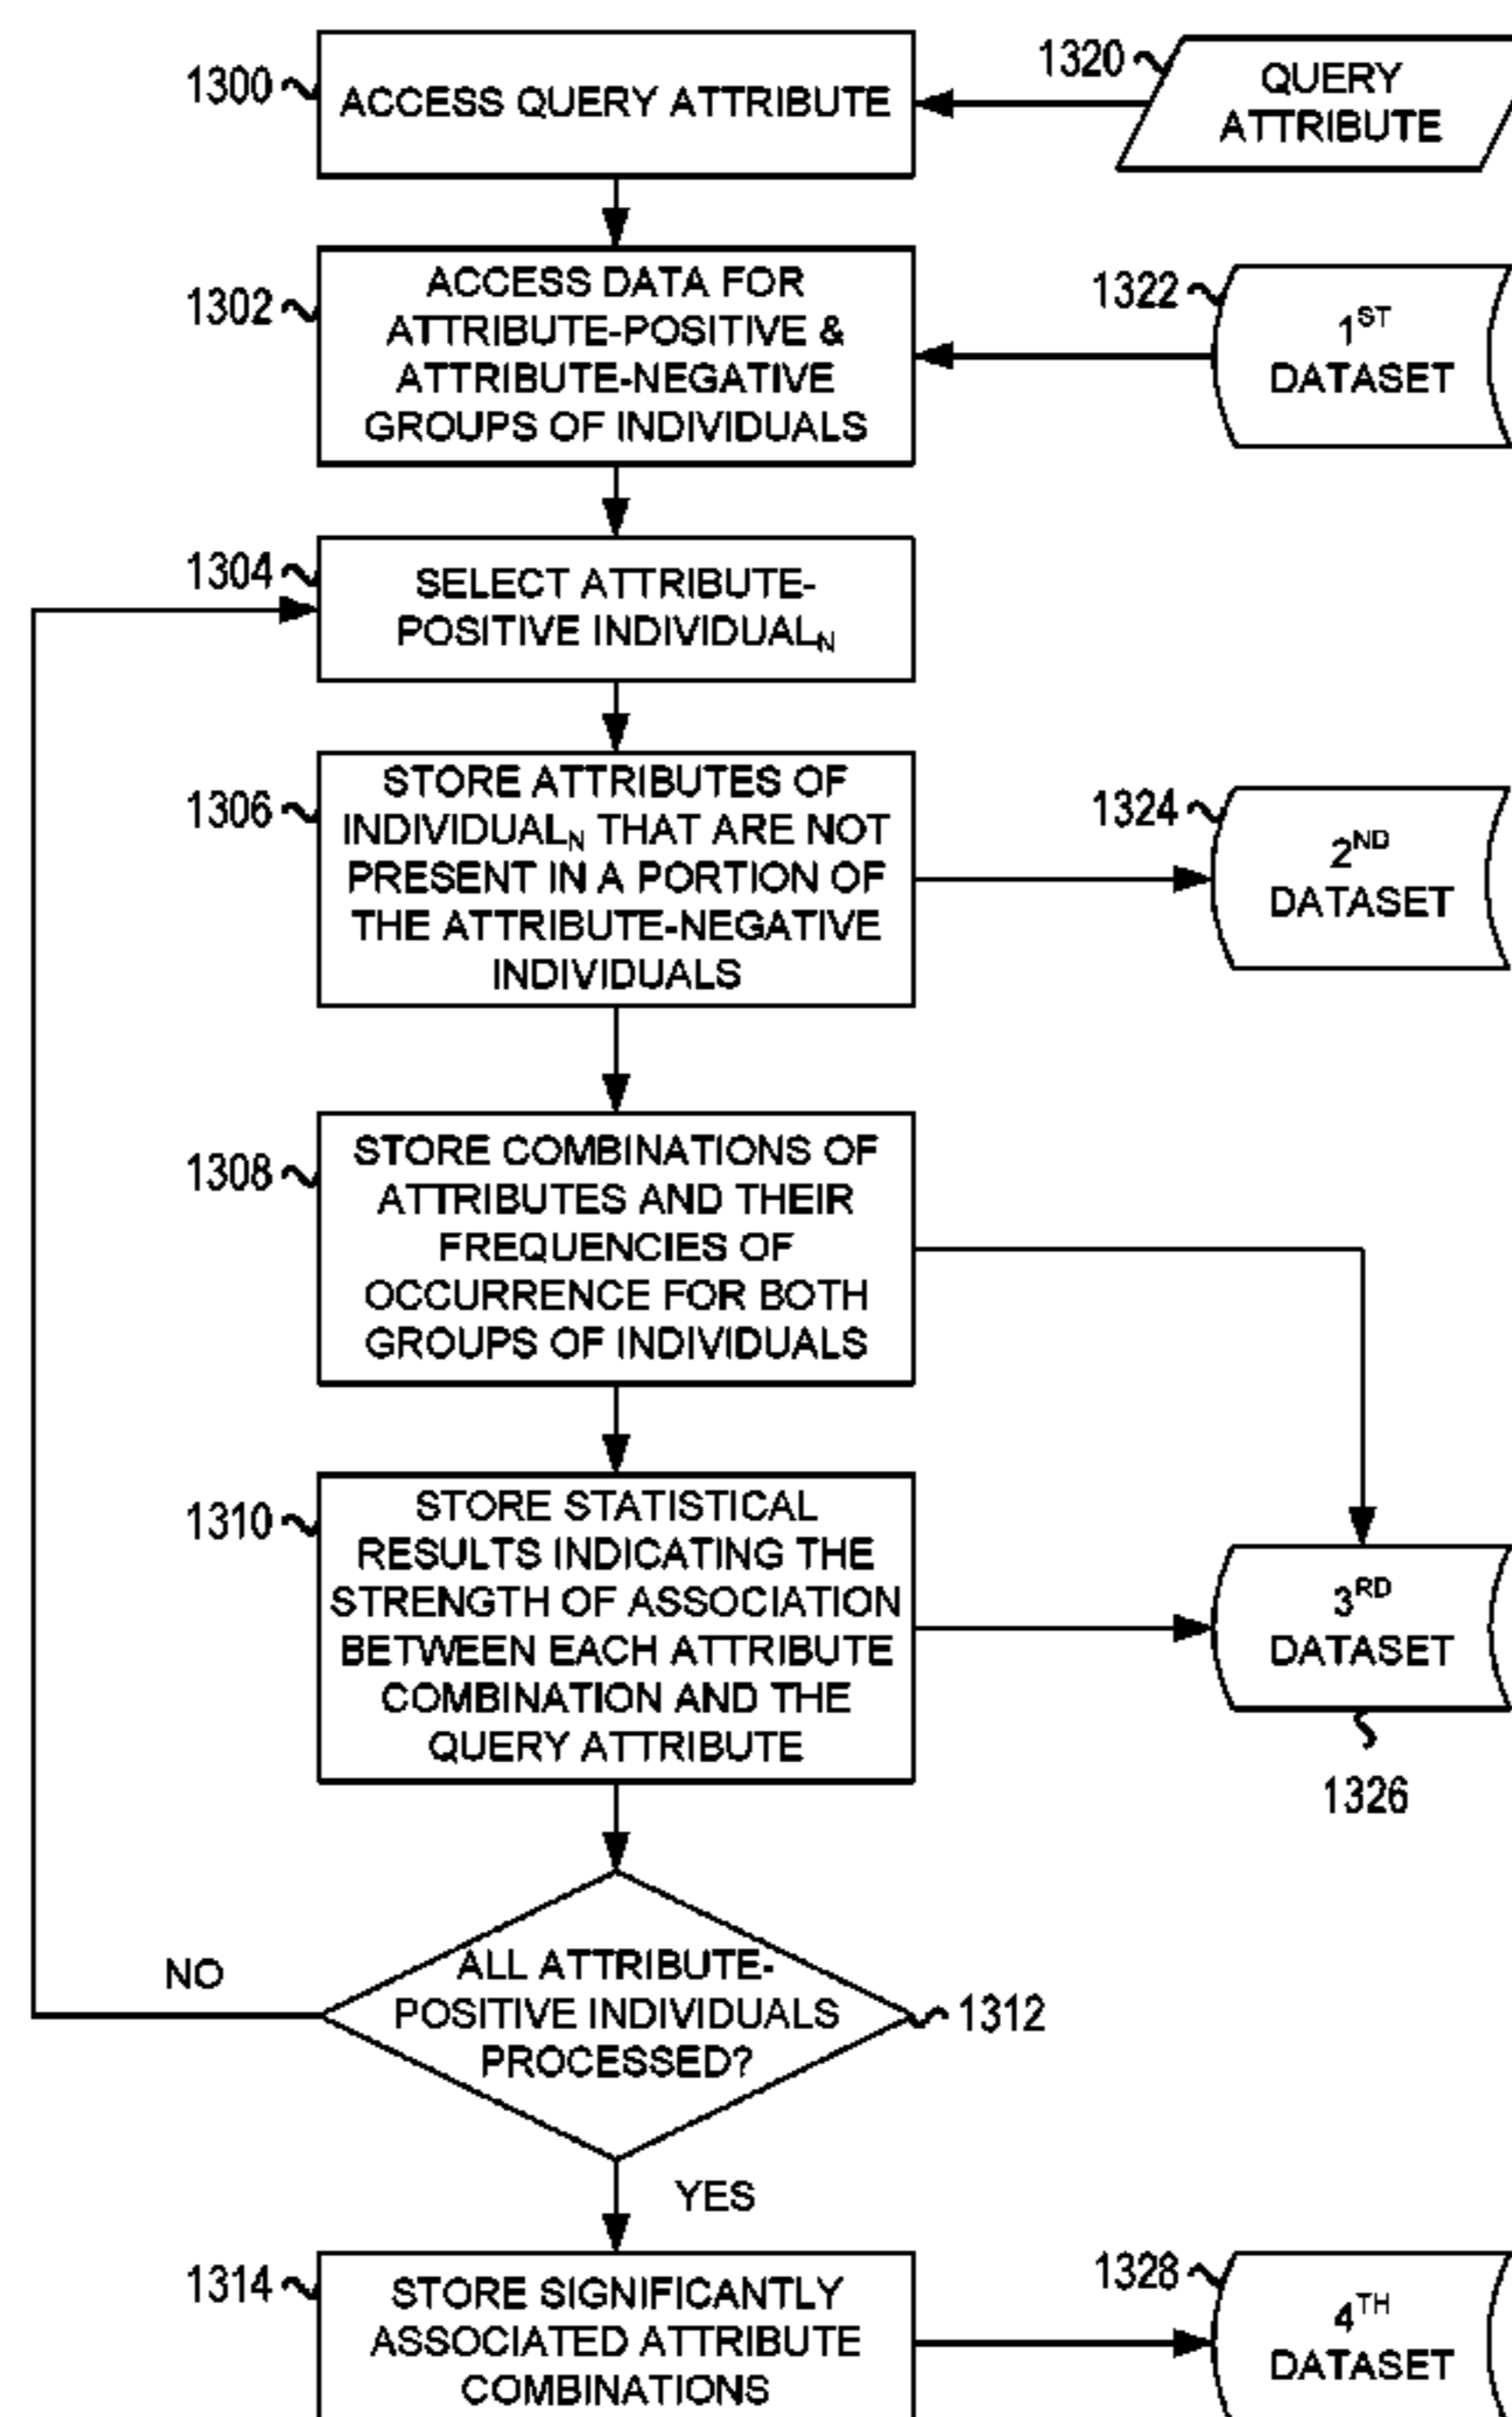 1300
ACCESS QUERY ATTRIBUTE
1320
QUERY
ATTRIBUTE
1302
ACCESS DATA FOR
ATTRIBUTE-POSITIVE &
ATTRIBUTE-NEGATIVE
GROUPS OF INDIVIDUALS
1322
1ST
DATASET
1304
SELECT ATTRIBUTE-
POSITIVE INDIVIDUALN
1306
STORE ATTRIBUTES OF
INDIVIDUALN THAT ARE NOT
PRESENT IN A PORTION OF
THE ATTRIBUTE-NEGATIVE
INDIVIDUALS
1324
2ND
DATASET
1308
STORE COMBINATIONS OF
ATTRIBUTES AND THEIR
FREQUENCIES OF
OCCURRENCE FOR BOTH
GROUPS OF INDIVIDUALS
1310
STORE STATISTICAL
RESULTS INDICATING THE
STRENGTH OF ASSOCIATION
BETWEEN EACH ATTRIBUTE
COMBINATION AND THE
QUERY ATTRIBUTE
3RD
DATASET
1326
NO
ALL ATTRIBUTE-
POSITIVE INDIVIDUALS
PROCESSED?
1312
YES
1314
STORE SIGNIFICANTLY
ASSOCIATED ATTRIBUTE
COMBINATIONS
1328
4TH
DATASET